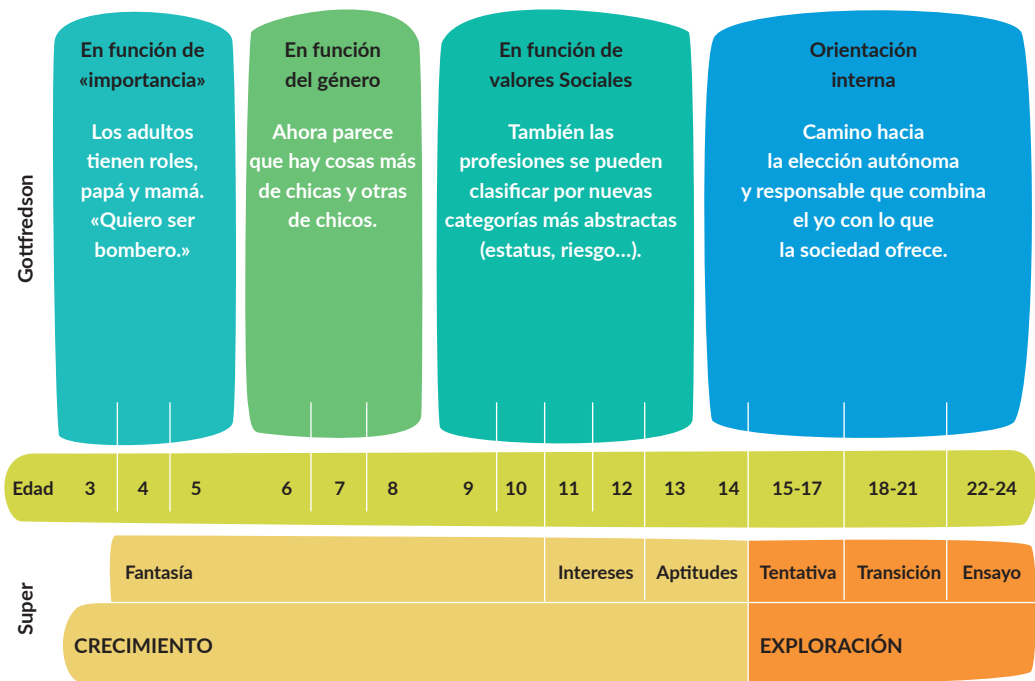 Gottfredson
En función de
«importancia»
Los adultos
tienen roles,
papá y mamá.
«Quiero ser
bombero.»
En función
del género
Ahora parece
que hay cosas más
de chicas y otras
de chicos.
En función de
valores Sociales
También las
profesiones se pueden
clasificar por nuevas
categorías más abstractas
(estatus, riesgo...).
Orientación
interna
Camino hacia
la elección autónoma
y responsable que combina
el yo con lo que
la sociedad ofrece.
Edad 3 4 5 6 7 8 9 10 11 12 13 14 15-17 18-21 22-24
Super
Fantasía Intereses Aptitudes Tentativa Transición Ensayo
CRECIMIENTO EXPLORACIÓN